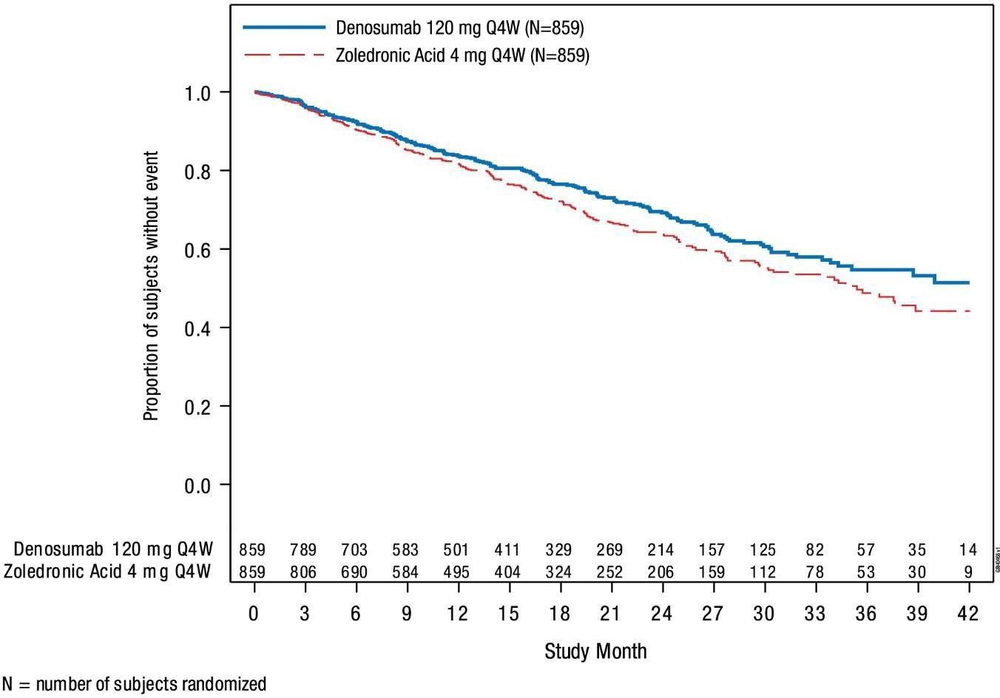 Denosumab 120 mg Q4W (N=859)
Zoledronic Acid 4 mg Q4W (N=859)
Proportion of subjects without event
1.0
0.8
0.6
0.4
0.2
0.0
Denosumab 120 mg Q4W 859 789 703 583 501 411 329 269 214 157 125 82 57 35 14
Zoledronic Acid 4 mg Q4W 859 806 690 584 495 404 324 252 206 159 112 78 53 30 9
0 3 6 9 12 15 18 21 24 27 30 33 36 39 42
Study Month
N = number of subjects randomized